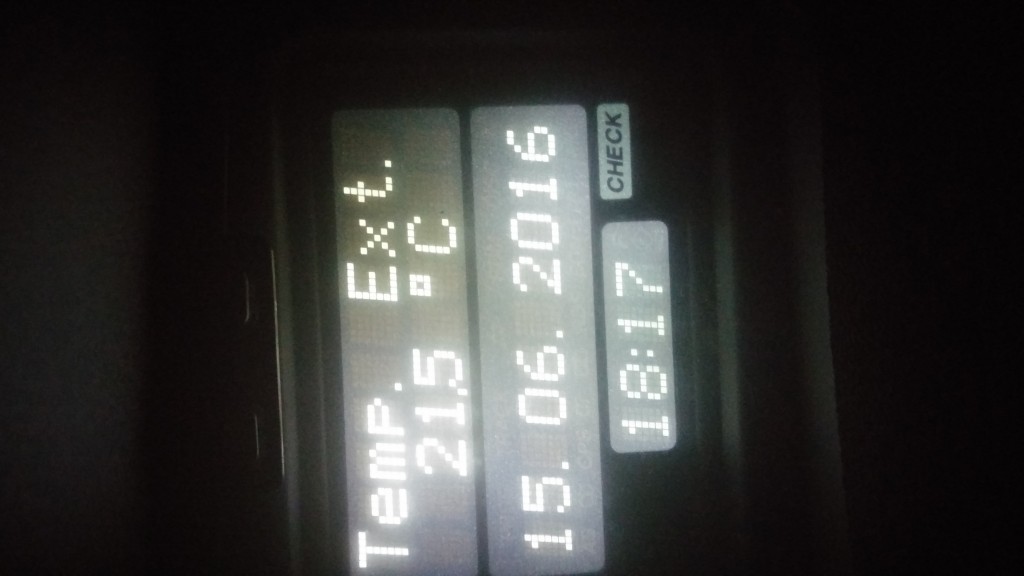 Temp. Ext.
21,5 °C
15. 06. 2016
18:17
CHECK